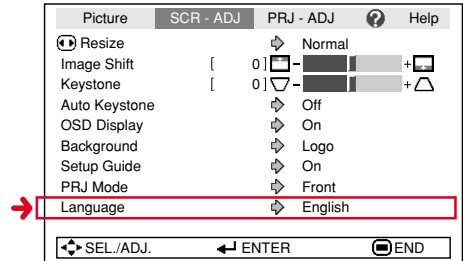 Picture SCR - ADJ PRJ - ADJ ? Help
Resize Normal
Image Shift [ 0 ] - +
Keystone [ 0 ] - +
Auto Keystone Off
OSD Display On
Background Logo
Setup Guide On
PRJ Mode Front
Language English
SEL./ADJ. ENTER END